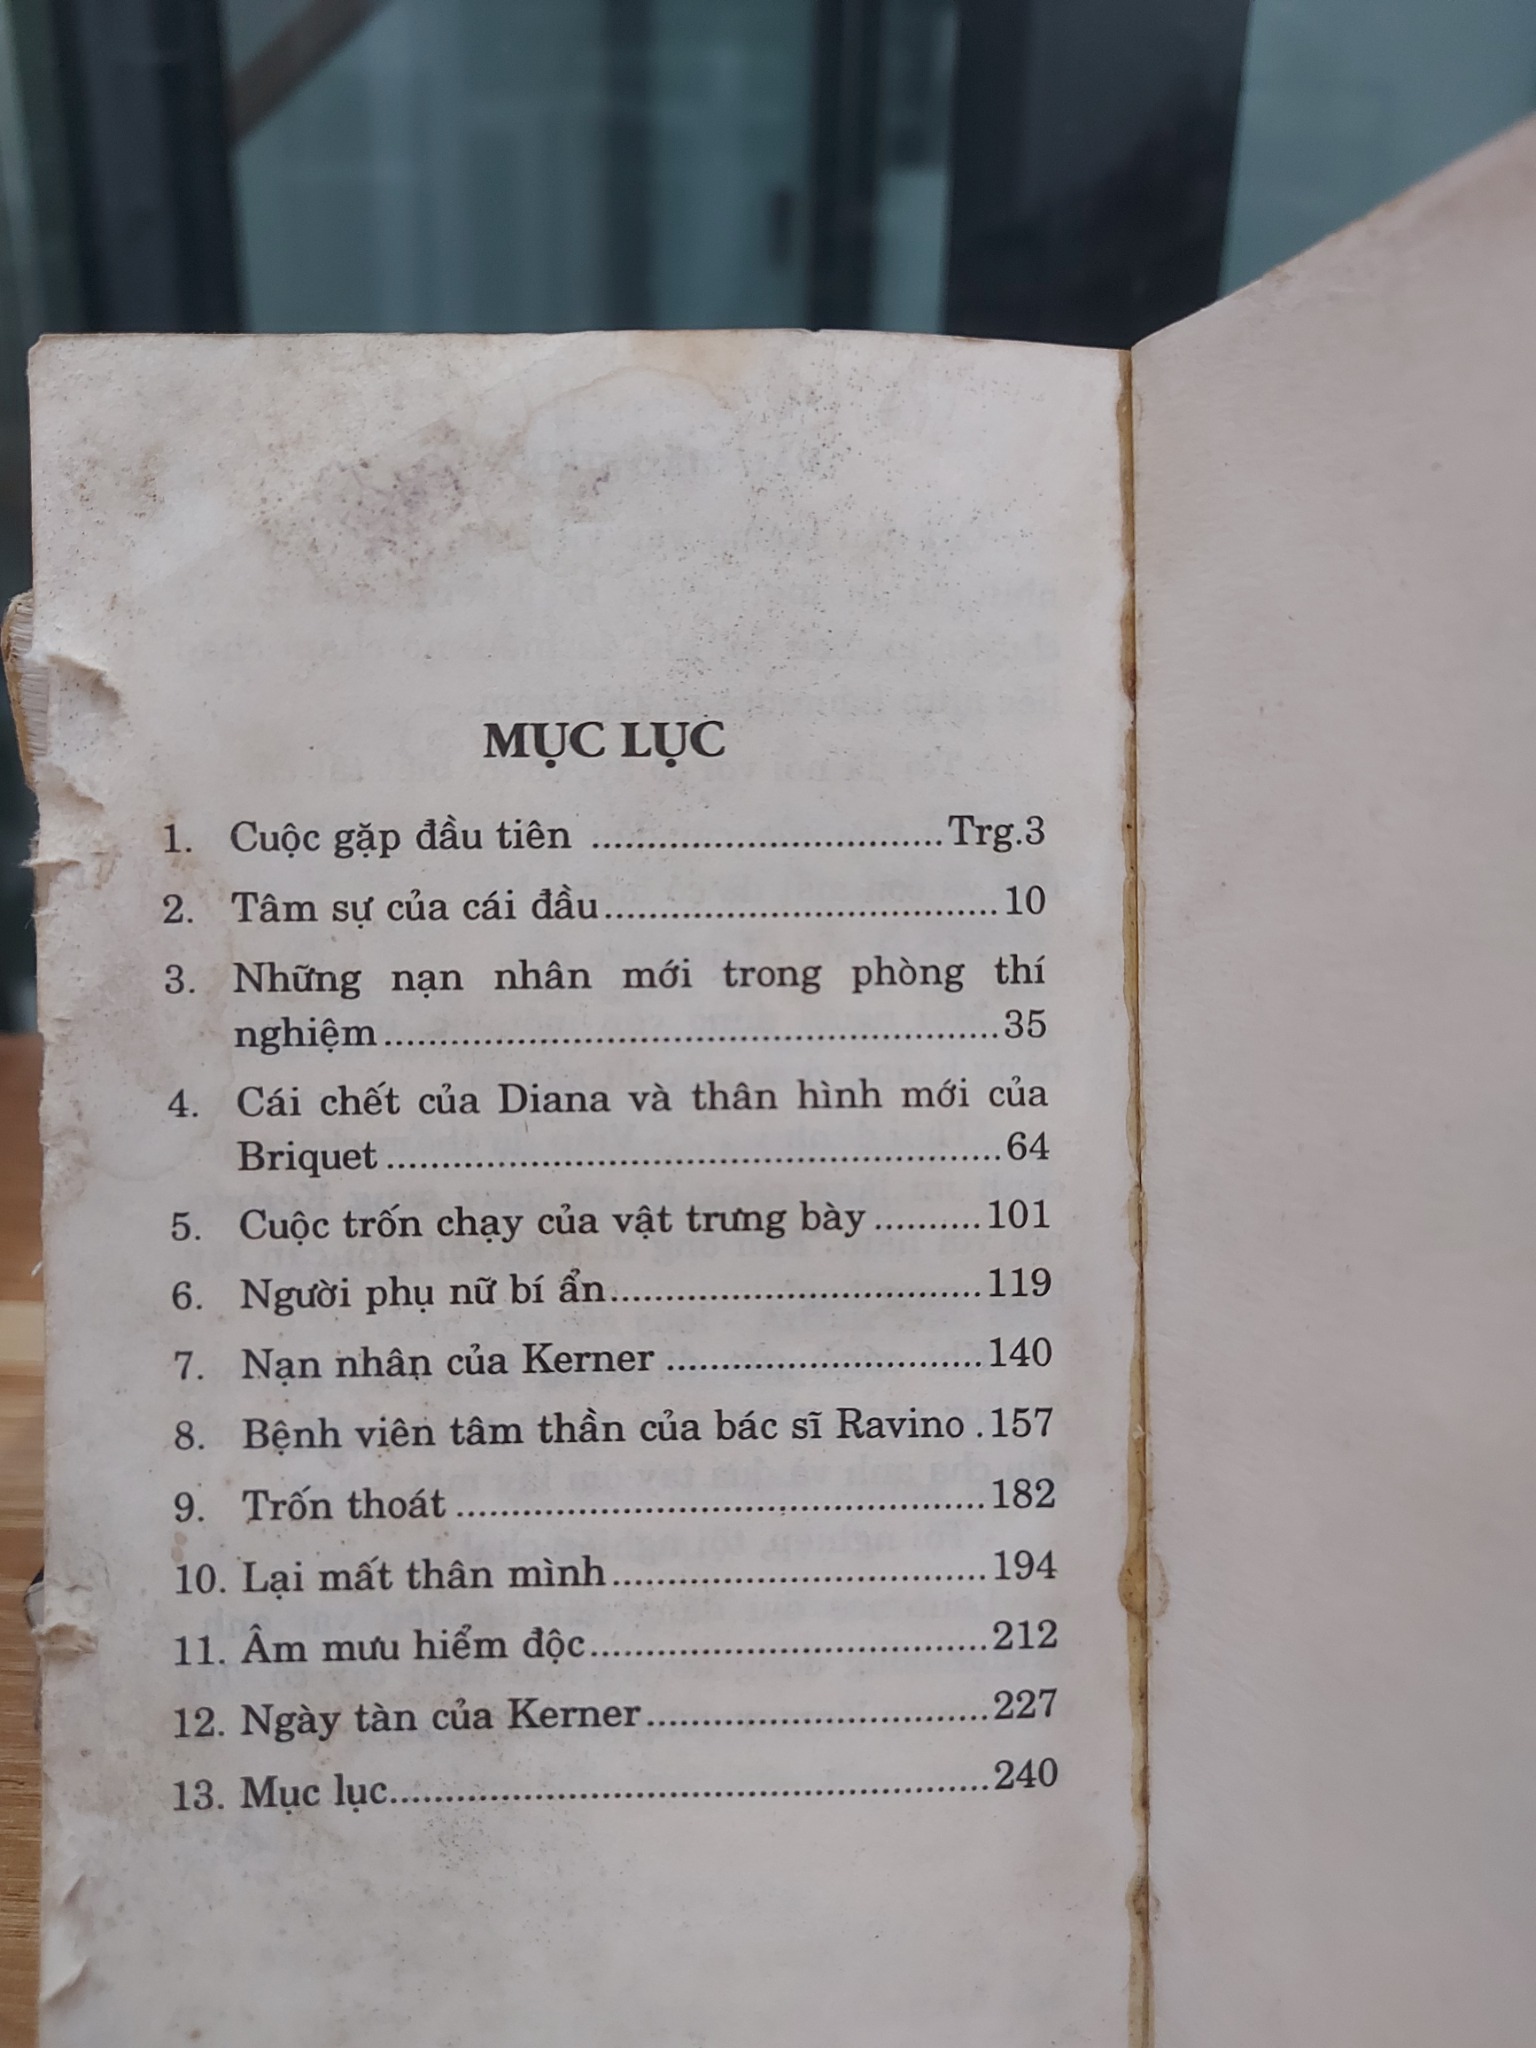 MỤC LỤC
1. Cuộc gặp đầu tiên ................................Trg.3
2. Tâm sự của cái đầu....................................10
3. Những nạn nhân mới trong phòng thí
nghiệm........................................................35
4. Cái chết của Diana và thân hình mới của
Briquet........................................................64
5. Cuộc trốn chạy của vật trưng bày..........101
6. Người phụ nữ bí ẩn..................................119
7. Nạn nhân của Kerner .............................140
8. Bệnh viên tâm thần của bác sĩ Ravino .157
9. Trốn thoát................................................182
10. Lại mất thân mình..................................194
11. Âm mưu hiểm độc....................................212
12. Ngày tàn của Kerner...............................227
13. Mục lục......................................................240